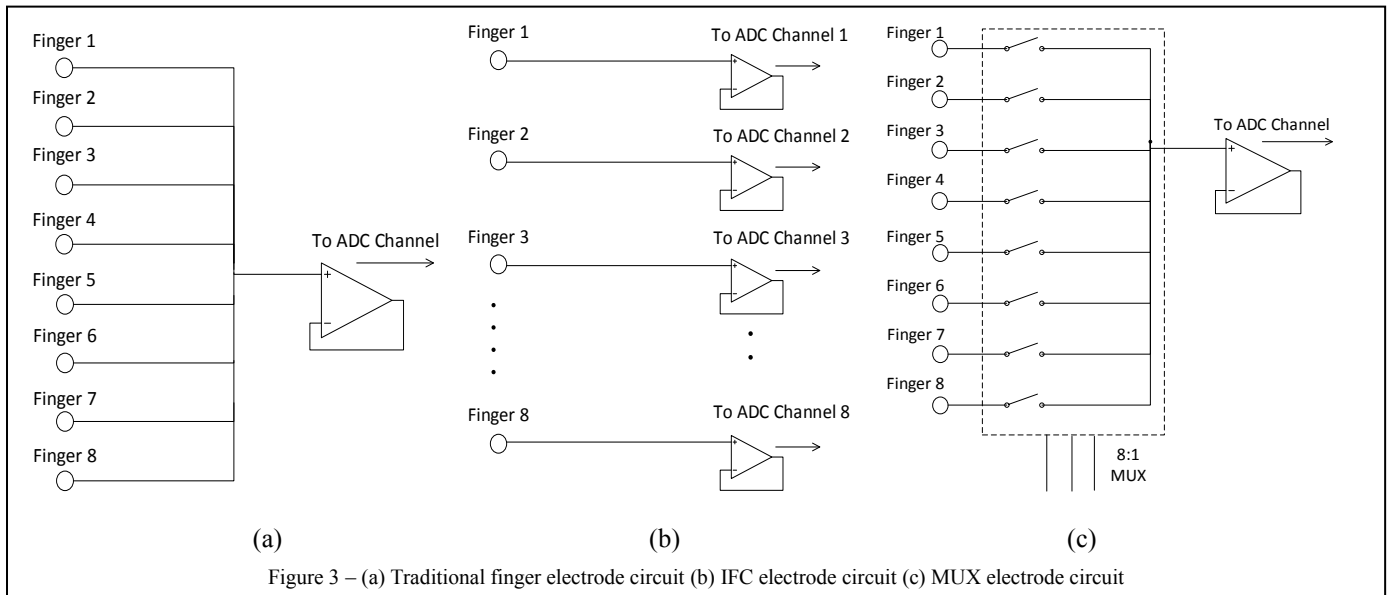 Finger 1
Finger 2
Finger 3
Finger 4
Finger 5
Finger 6
Finger 7
Finger 8
To ADC Channel
+
−
(a)
Finger 1
To ADC Channel 1
+
−
Finger 2
To ADC Channel 2
+
−
Finger 3
To ADC Channel 3
+
−
Finger 8
To ADC Channel 8
+
−
(b)
Finger 1
Finger 2
Finger 3
Finger 4
Finger 5
Finger 6
Finger 7
Finger 8
To ADC Channel
+
−
8:1
MUX
(c)
Figure 3 – (a) Traditional finger electrode circuit (b) IFC electrode circuit (c) MUX electrode circuit